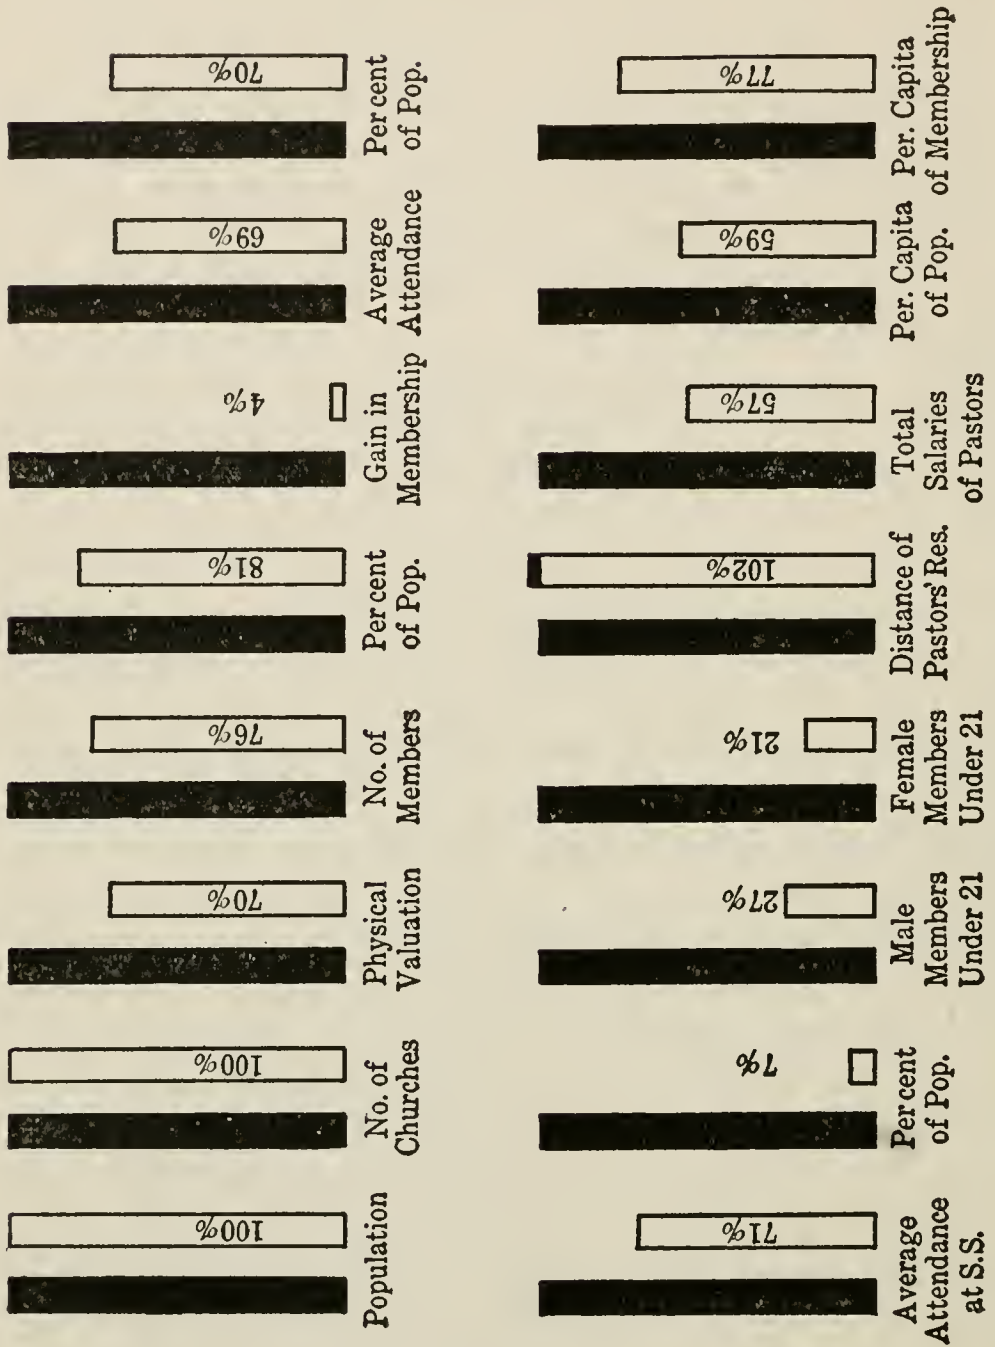 100%
Population
100%
No. of
Churches
70%
Physical
Valuation
76%
No. of
Members
81%
Per cent
of Pop.
4%
Gain in
Membership
69%
Average
Attendance
70%
Per cent
of Pop.
71%
Average
Attendance
at S.S.
7%
Per cent
of Pop.
27%
Male
Members
Under 21
21%
Female
Members
Under 21
102%
Distance of
Pastors' Res.
57%
Total
Salaries
of Pastors
59%
Per. Capita
of Pop.
77%
Per. Capita
of Membership